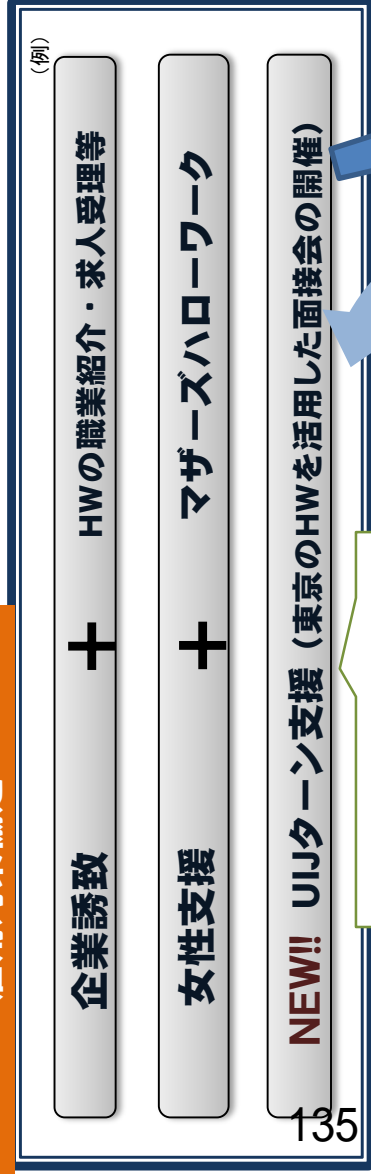 （例）
企業誘致 ＋ HWの職業紹介・求人受理等
女性支援 ＋ マザーズハローワーク
NEW!! UIJターン支援（東京のHWを活用した面接会の開催）
135